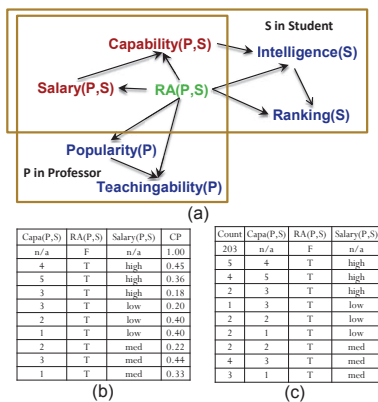 S in Student
Capability(P,S)
Intelligence(S)
Salary(P,S)
RA(P,S)
Ranking(S)
Popularity(P)
P in Professor
Teachingability(P)
(a)
Capa(P,S) RA(P,S) Salary(P,S) CP
n/a F n/a 1.00
4 T high 0.45
5 T high 0.36
3 T high 0.18
3 T low 0.20
2 T low 0.40
1 T low 0.40
2 T med 0.22
3 T med 0.44
1 T med 0.33
(b)
Count Capa(P,S) RA(P,S) Salary(P,S)
203 n/a F n/a
5 4 T high
4 5 T high
2 3 T high
1 3 T low
2 2 T low
2 1 T low
2 2 T med
4 3 T med
3 1 T med
(c)